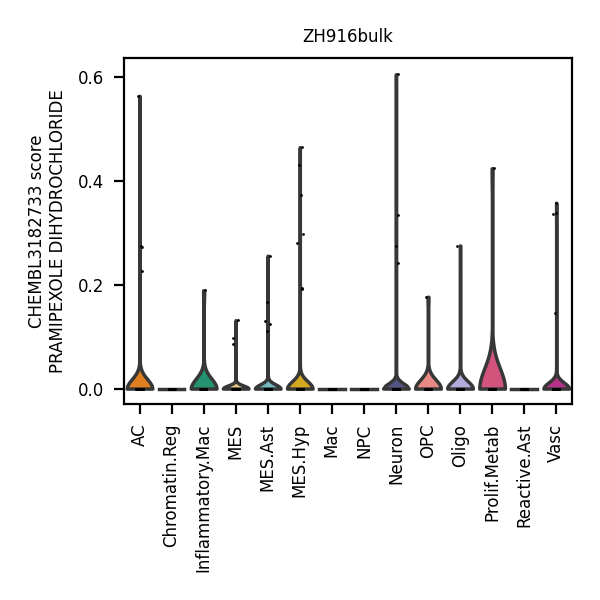 ZH916bulk
CHEMBL3182733 score
PRAMIPEXOLE DIHYDROCHLORIDE
0.6
0.4
0.2
0.0
AC
Chromatin.Reg
Inflammatory.Mac
MES
MES.Ast
MES.Hyp
Mac
NPC
Neuron
OPC
Oligo
Prolif.Metab
Reactive.Ast
Vasc